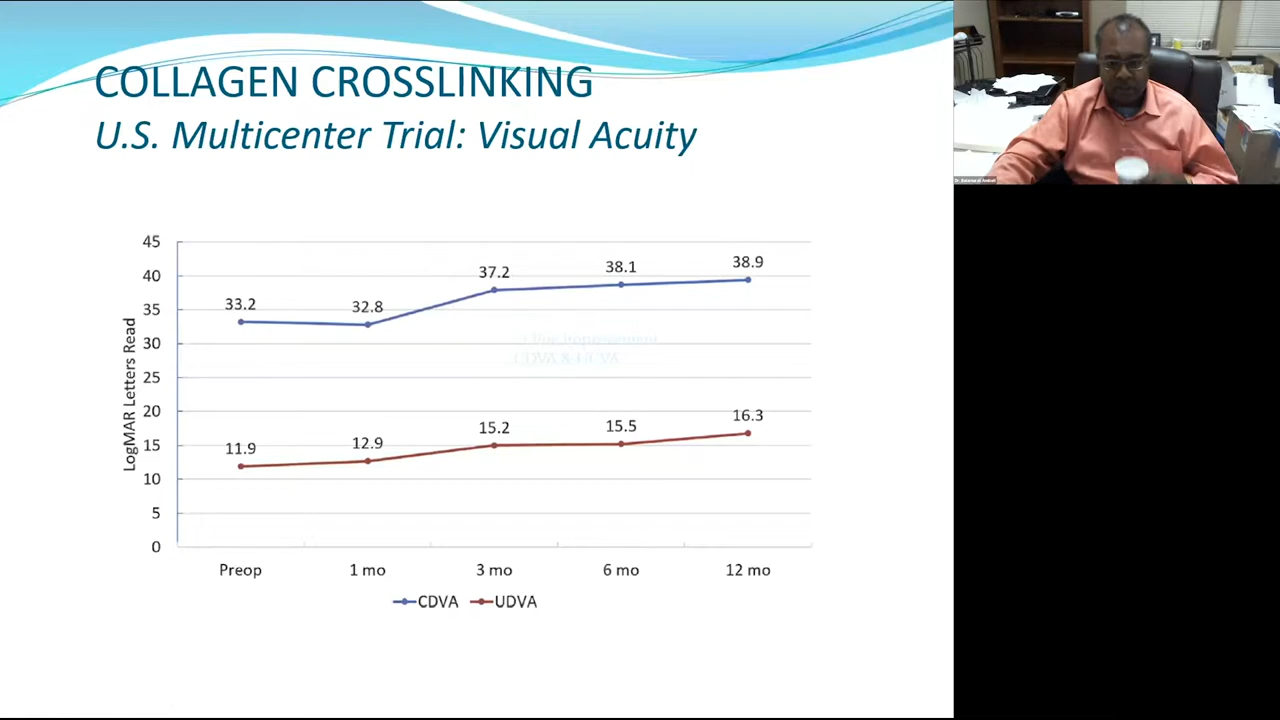 COLLAGEN CROSSLINKING
U.S. Multicenter Trial: Visual Acuity
LogMAR Letters Read
45
40
35
30
25
20
15
10
5
0
33.2
32.8
37.2
38.1
38.9
11.9
12.9
15.2
15.5
16.3
CDVA & UCVA
Preop
1 mo
3 mo
6 mo
12 mo
CDVA
UDVA